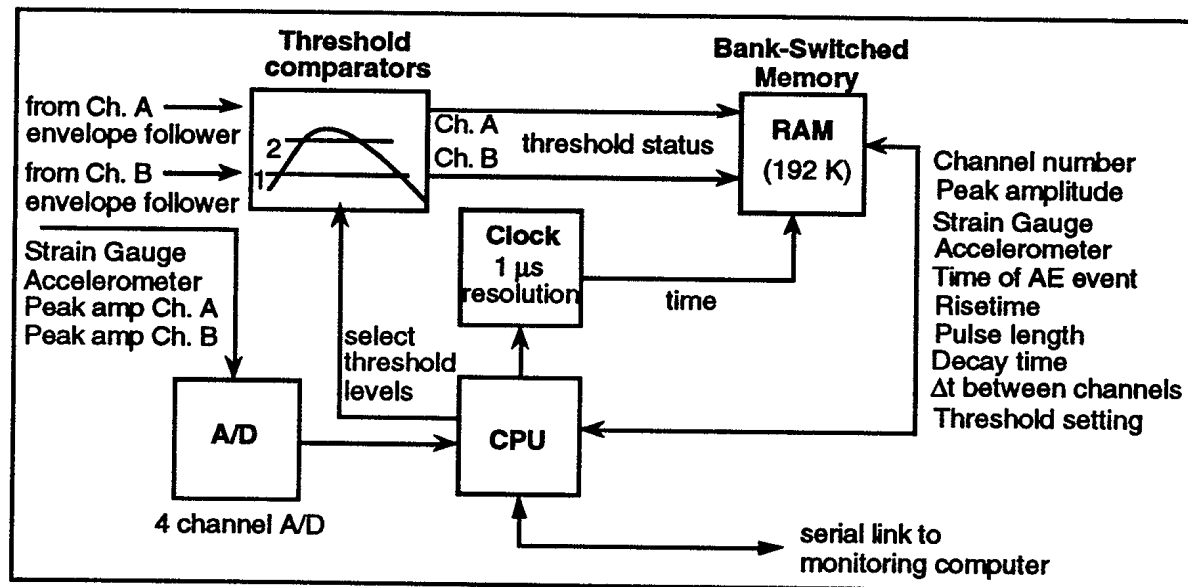 Threshold
comparators
Bank-Switched
Memory
from Ch. A
envelope follower
from Ch. B
envelope follower
2
1
Ch. A
Ch. B
threshold status
RAM
(192 K)
Channel number
Peak amplitude
Strain Gauge
Accelerometer
Time of AE event
Risetime
Pulse length
Decay time
Δt between channels
Threshold setting
Strain Gauge
Accelerometer
Peak amp Ch. A
Peak amp Ch. B
Clock
1 µs
resolution
time
select
threshold
levels
A/D
4 channel A/D
CPU
serial link to
monitoring computer